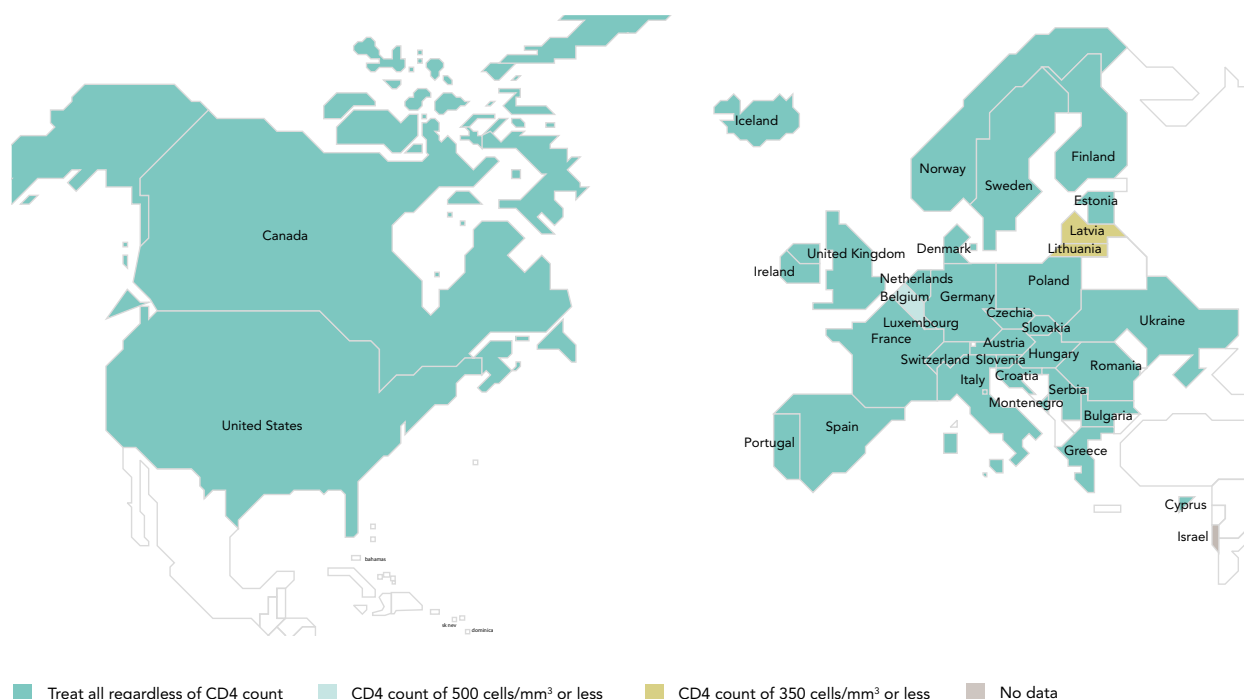 Iceland
Norway
Sweden
Finland
Estonia
Latvia
Lithuania
Denmark
United Kingdom
Ireland
Netherlands
Belgium
Germany
Poland
Czechia
Luxembourg
Slovakia
Ukraine
France
Austria
Switzerland
Slovenia
Hungary
Romania
Italy
Croatia
Serbia
Montenegro
Bulgaria
Portugal
Spain
Greece
Cyprus
Israel
Canada
United States
bahamas
sk nev
dominica
Treat all regardless of CD4 count
CD4 count of 500 cells/mm³ or less
CD4 count of 350 cells/mm³ or less
No data